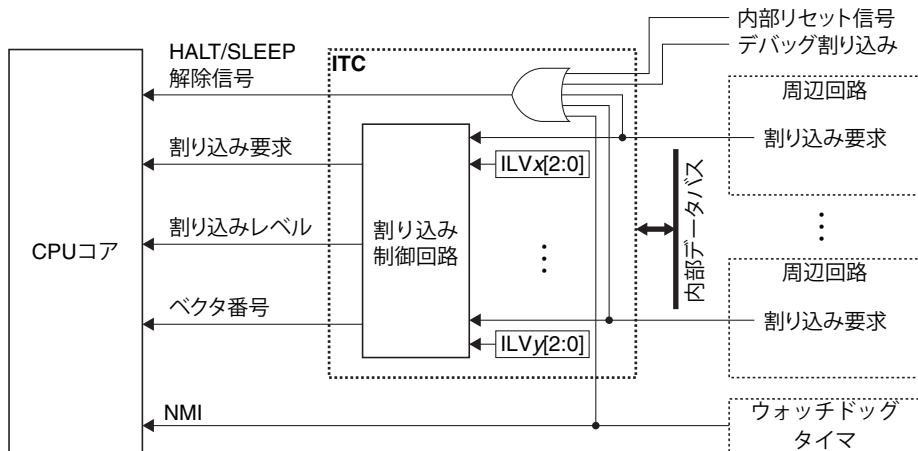 内部リセット信号
デバッグ割り込み
HALT/SLEEP
解除信号
ITC
周辺回路
割り込み要求
割り込み要求
ILVx[2:0]
内部データバス
CPUコア
割り込みレベル
割り込み
制御回路
周辺回路
ベクタ番号
割り込み要求
ILVy[2:0]
NMI
ウォッチドッグ
タイマ